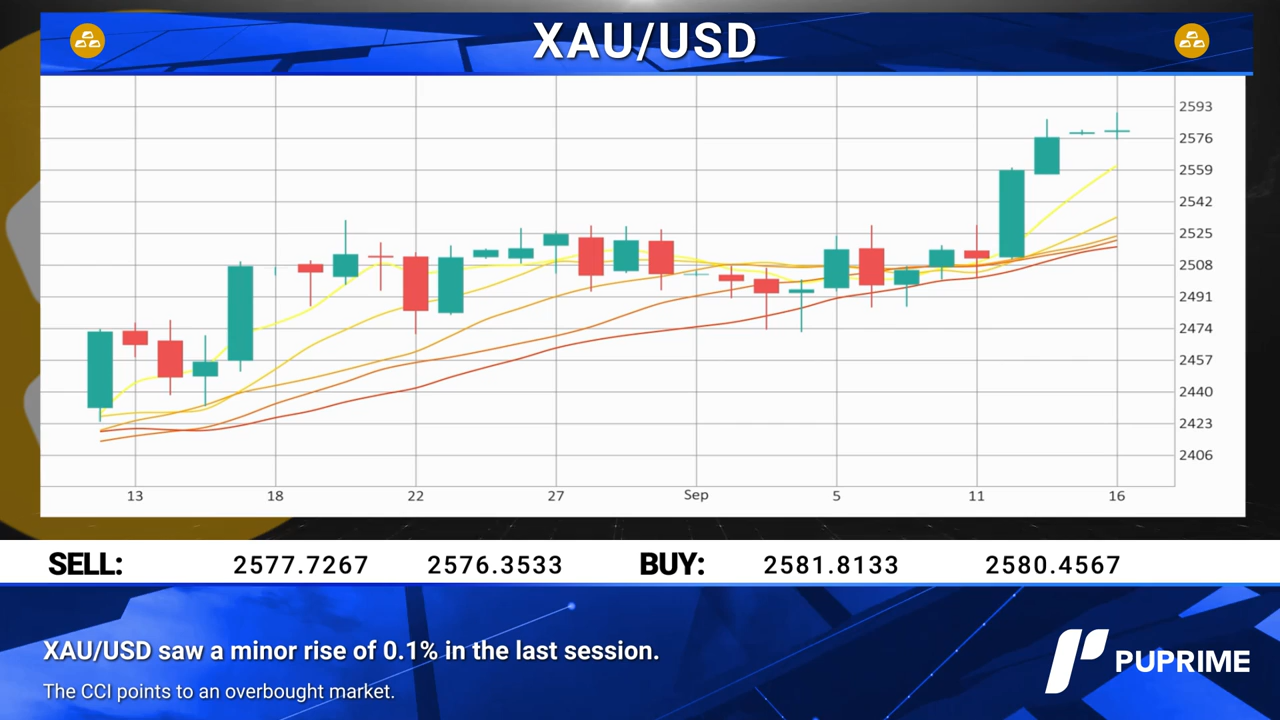 XAU/USD
2593
2576
2559
2542
2525
2508
2491
2474
2457
2440
2423
2406
13 18 22 27 Sep 5 11 16
SELL: 2577.7267 2576.3533 BUY: 2581.8133 2580.4567
XAU/USD saw a minor rise of 0.1% in the last session.
The CCI points to an overbought market.
PUPRIME